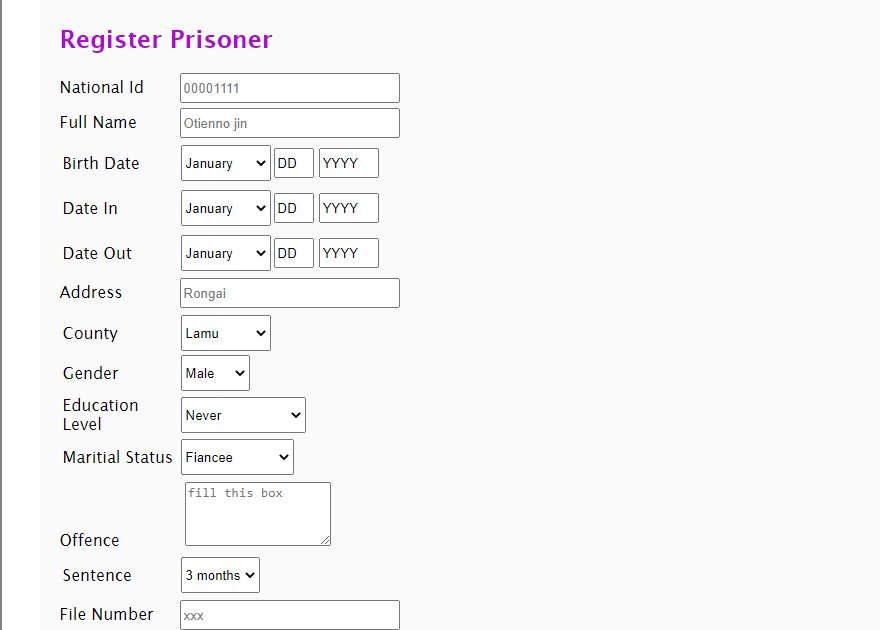 Register Prisoner
National Id 00001111
Full Name Otienno jin
Birth Date January DD YYYY
Date In January DD YYYY
Date Out January DD YYYY
Address Rongai
County Lamu
Gender Male
Education
Level Never
Maritial Status Fiancee
fill this box
Offence
Sentence 3 months
File Number xxx